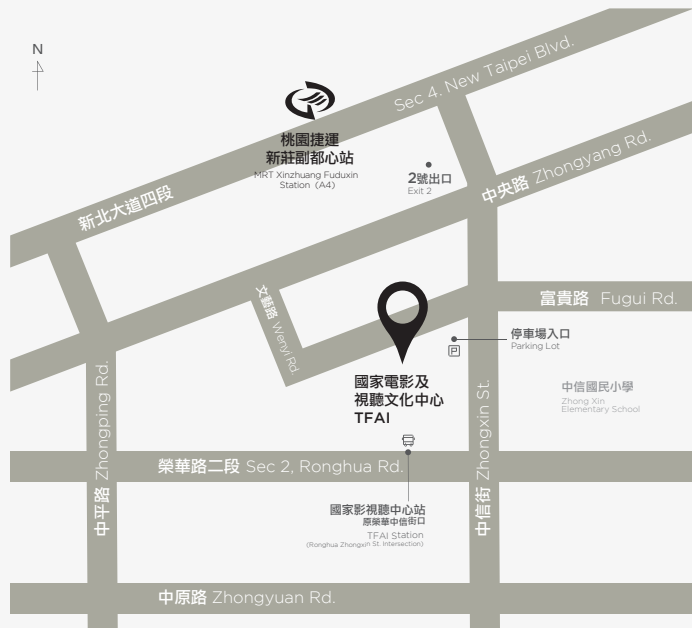 N
Sec 4. New Taipei Blvd.
桃園捷運
新莊副都心站
MRT Xinzhuang Fuduxin
Station (A4)
2號出口
Exit 2
中央路 Zhongyang Rd.
新北大道四段
文藝路 Wenyi Rd.
富貴路 Fugui Rd.
停車場入口
Parking Lot
P
國家電影及
視聽文化中心
TFAI
中信國民小學
Zhong Xin
Elementary School
中平路 Zhongping Rd.
中信街 Zhongxin St.
榮華路二段 Sec 2, Ronghua Rd.
國家影視聽中心站
原榮華中信街口
TFAI Station
(Ronghua Zhongxin St. Intersection)
中原路 Zhongyuan Rd.